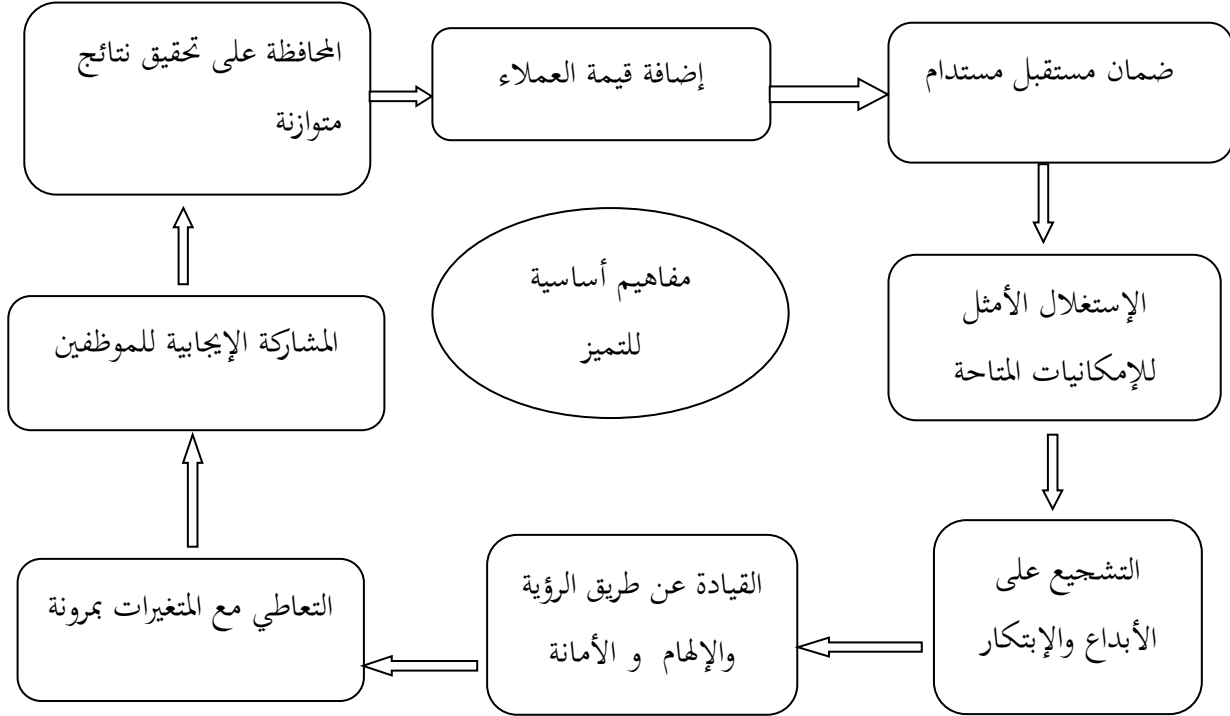 ضمان مستقبل مستدام
إضافة قيمة العملاء
المحافظة على تحقيق نتائج
متوازنة
مفاهيم أساسية
للتميز
الإستغلال الأمثل
للإمكانيات المتاحة
المشاركة الإيجابية للموظفين
التشجيع على
الأبداع والإبتكار
القيادة عن طريق الرؤية
والإلهام و الأمانة
التعاطي مع المتغيرات بمرونة